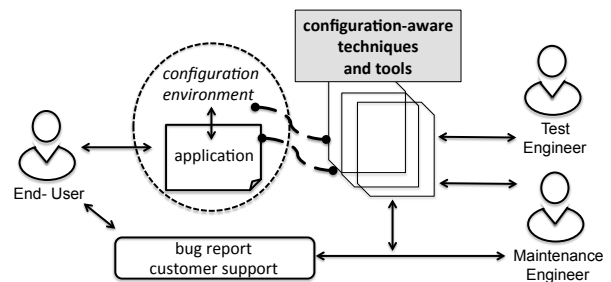 configuration-aware
techniques
and tools
configuration
environment
application
End- User
Test
Engineer
bug report
customer support
Maintenance
Engineer